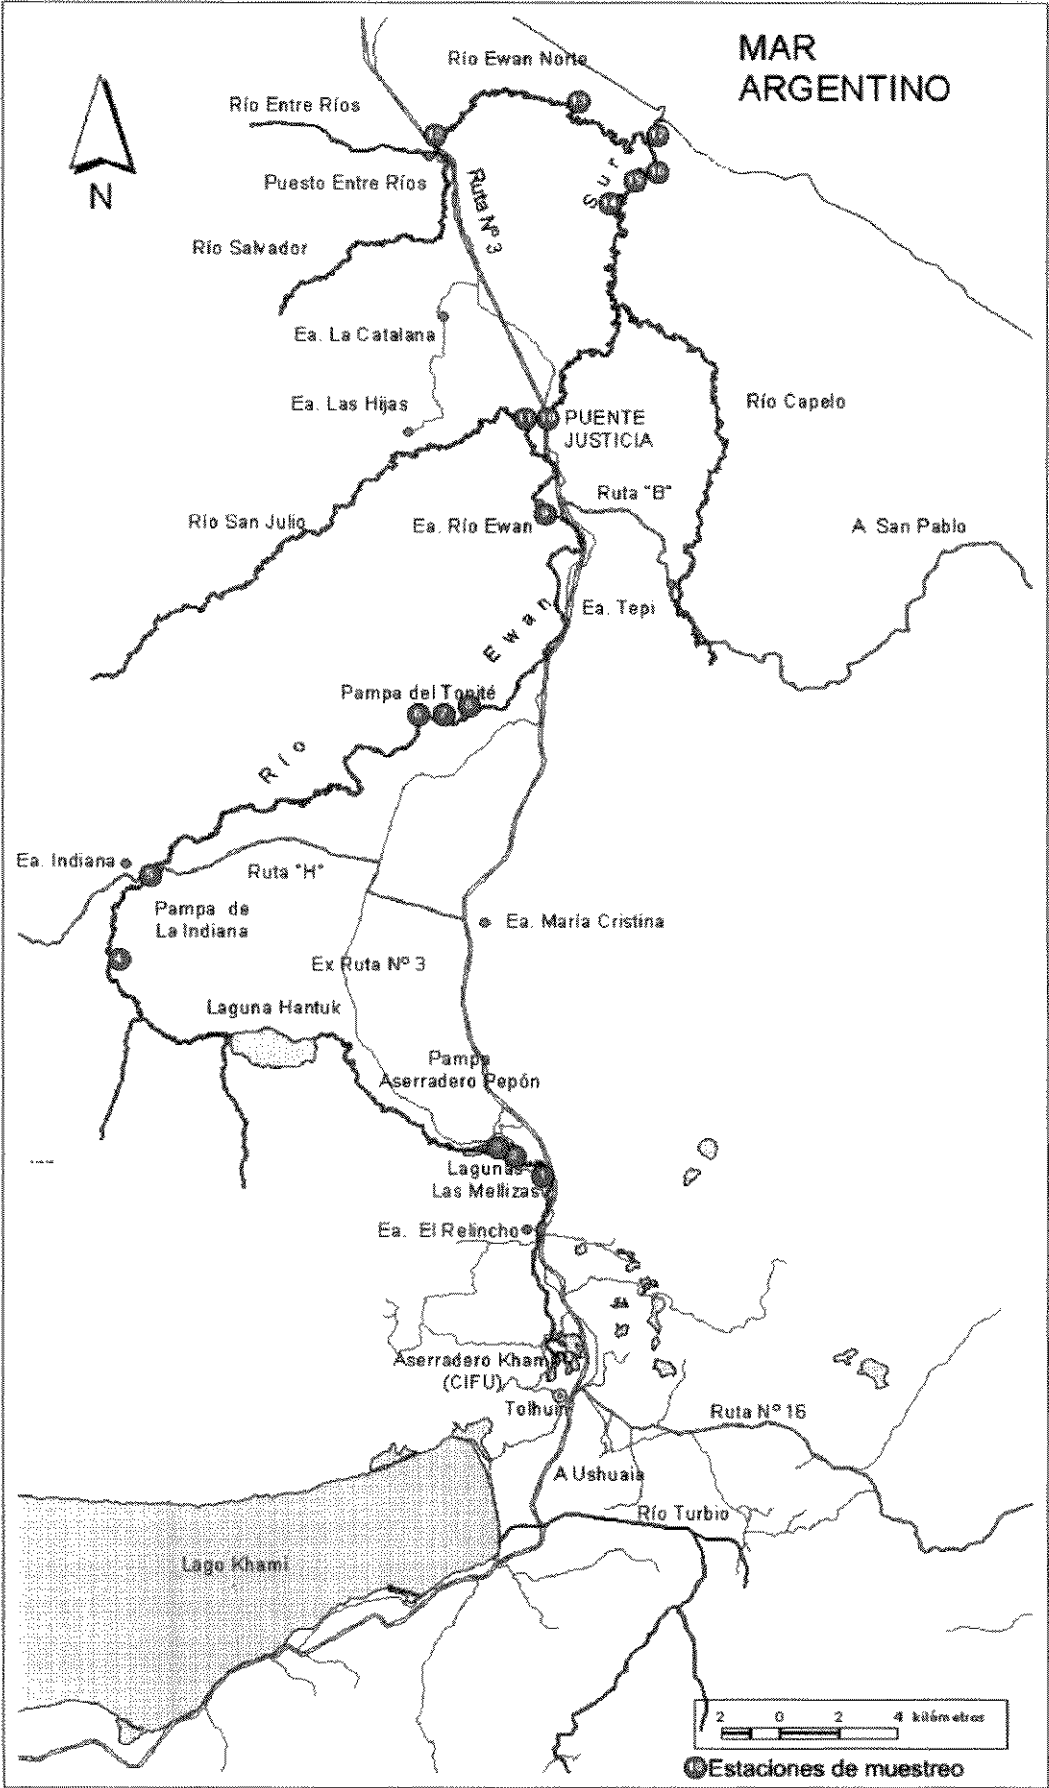 MAR
ARGENTINO
Río Ewan Norte
Río Entre Ríos
N
Puesto Entre Ríos
Sur
Ruta Nº 3
Río Salvador
Ea. La Catalana
Ea. Las Hijas
Río Capelo
PUENTE
JUSTICIA
Ruta "B"
Río San Julio
Ea. Río Ewan
A San Pablo
Ea. Tepi
Ewan
Pampa del Topité
Río
Ea. Indiana
Ruta "H"
Pampa de
La Indiana
Ea. María Cristina
Ex Ruta Nº 3
Laguna Hantuk
Pampa
Aserradero Pepón
Lagunas
Las Mellizas
Ea. El Relincho
Aserradero Khami
(CIFU)
Tolhuin
Ruta Nº 16
A Ushuaia
Río Turbio
Lago Khami
2 0 2 4 kilómetros
Estaciones de muestreo